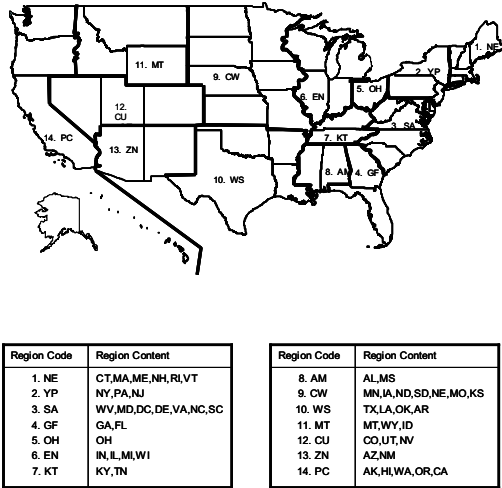 1. NE
11. MT
2. YP
9. CW
5. OH
6. EN
12.
CU
3. SA
14. PC
7. KT
13. ZN
8. AM
4. GF
10. WS
Region Code Region Content
1. NE CT,MA,ME,NH,RI,VT
2. YP NY,PA,NJ
3. SA WV,MD,DC,DE,VA,NC,SC
4. GF GA,FL
5. OH OH
6. EN IN,IL,MI,WI
7. KT KY,TN
Region Code Region Content
8. AM AL,MS
9. CW MN,IA,ND,SD,NE,MO,KS
10. WS TX,LA,OK,AR
11. MT MT,WY,ID
12. CU CO,UT,NV
13. ZN AZ,NM
14. PC AK,HI,WA,OR,CA